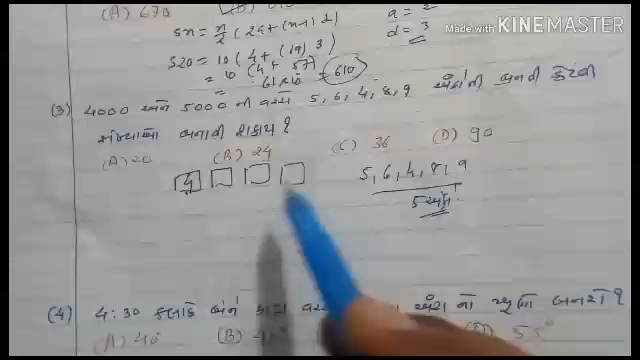 (A) 670
Sn = n/2 (2a + (n-1) d)
a = 2
d = 3
S20 = 10 (4 + (19) 3)
= 10 (4 + 57)
= 61×10 = 610
Made with KINEMASTER
(3) 4000 અને 5000 ની વચ્ચે 5, 6, 4, 8, 9 અંકોની બનતી કેટલી
સંખ્યાઓ બનાવી શકાય ?
(A) 20 (B) 24 (C) 36 (D) 90
4
5, 6, 4, 8, 9
5 અંકો
(4) 4:30 કલાકે બંને કાંટા ખૂણો બનશે ?
(A) 40° (B) (D) 55°